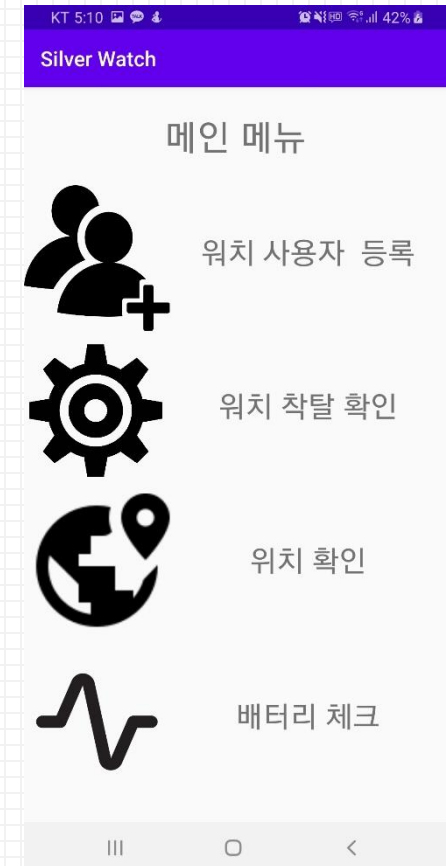 KT 5:10 42%
Silver Watch
메인 메뉴
워치 사용자 등록
워치 착탈 확인
위치 확인
배터리 체크